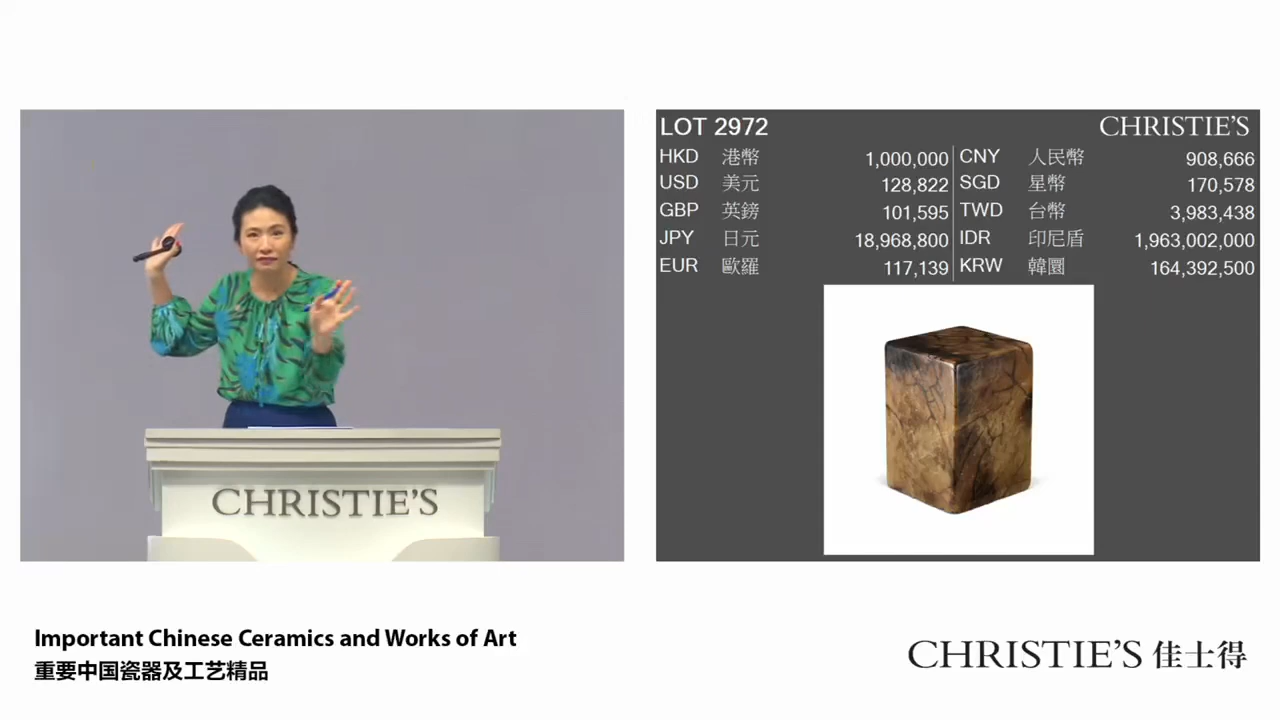 CHRISTIE'S
LOT 2972 CHRISTIE'S
HKD 港幣 1,000,000 CNY 人民幣 908,666
USD 美元 128,822 SGD 星幣 170,578
GBP 英鎊 101,595 TWD 台幣 3,983,438
JPY 日元 18,968,800 IDR 印尼盾 1,963,002,000
EUR 歐羅 117,139 KRW 韓圜 164,392,500
Important Chinese Ceramics and Works of Art
重要中国瓷器及工艺精品
CHRISTIE'S 佳士得